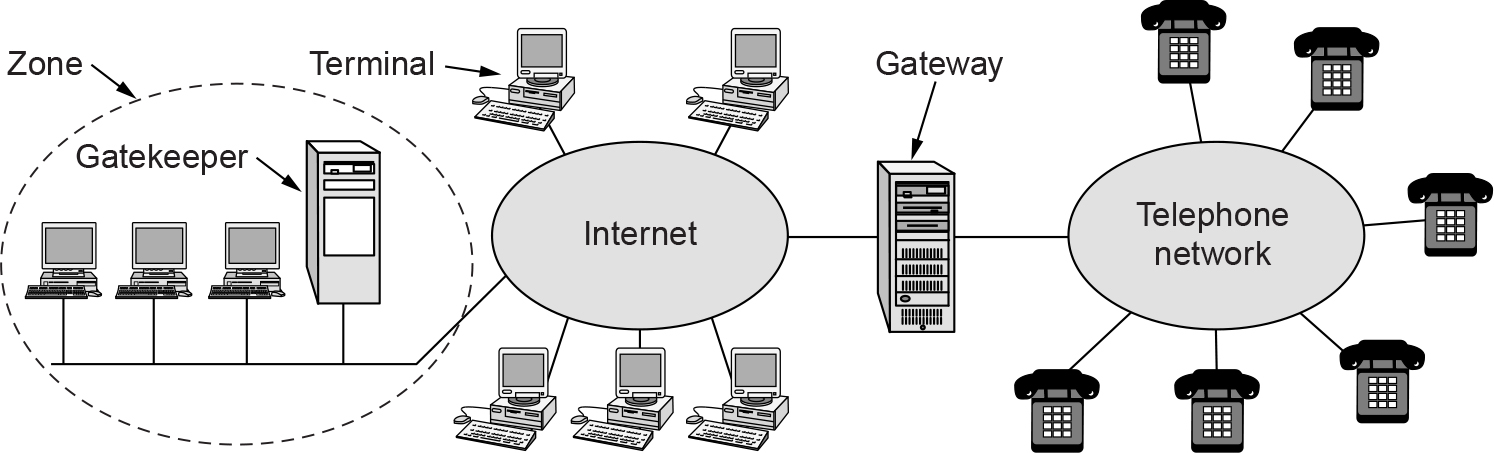 Zone
Terminal
Gateway
Gatekeeper
Internet
Telephone
network